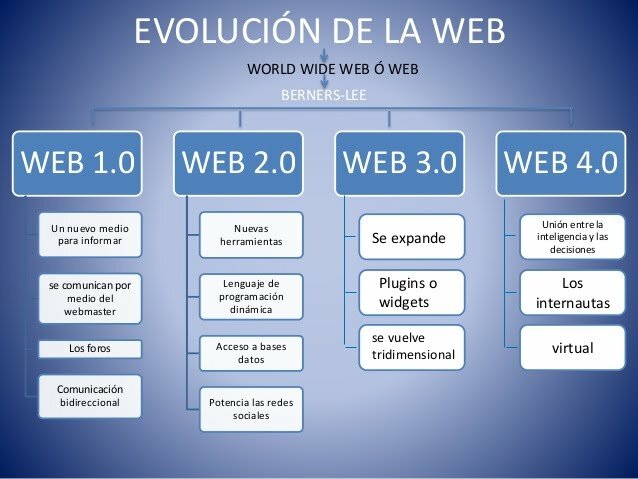 EVOLUCIÓN DE LA WEB
WORLD WIDE WEB Ó WEB
BERNERS-LEE
WEB 1.0
Un nuevo medio
para informar
se comunican por
medio del
webmaster
Los foros
Comunicación
bidireccional
WEB 2.0
Nuevas
herramientas
Lenguaje de
programación
dinámica
Acceso a bases
datos
Potencia las redes
sociales
WEB 3.0
Se expande
Plugins o
widgets
se vuelve
tridimensional
WEB 4.0
Unión entre la
inteligencia y las
decisiones
Los
internautas
virtual